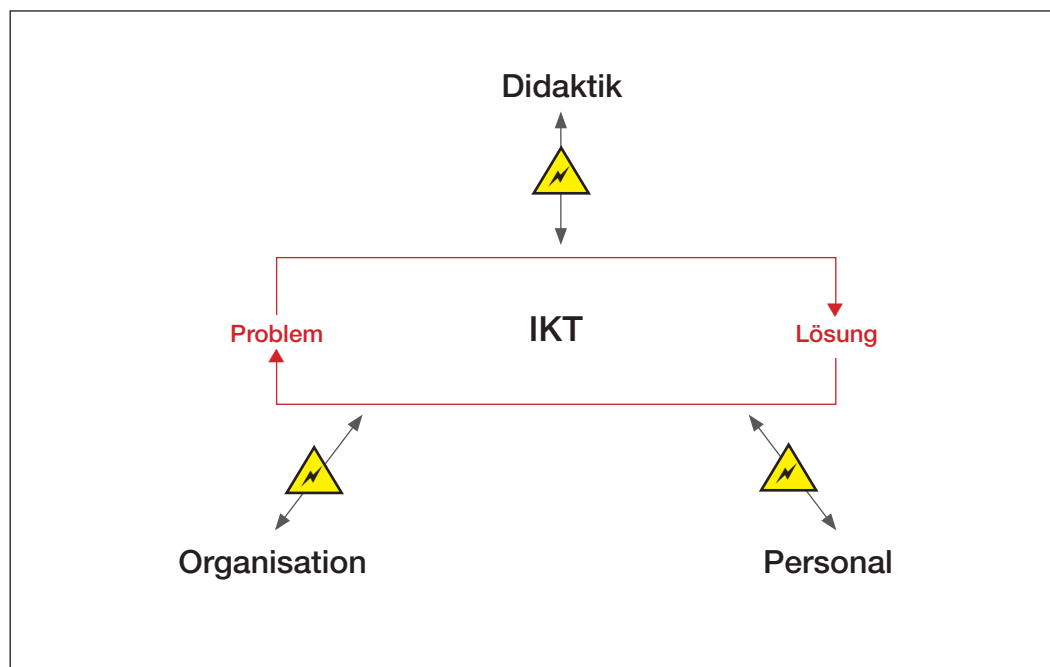 Didaktik
Problem
IKT
Lösung
Organisation
Personal